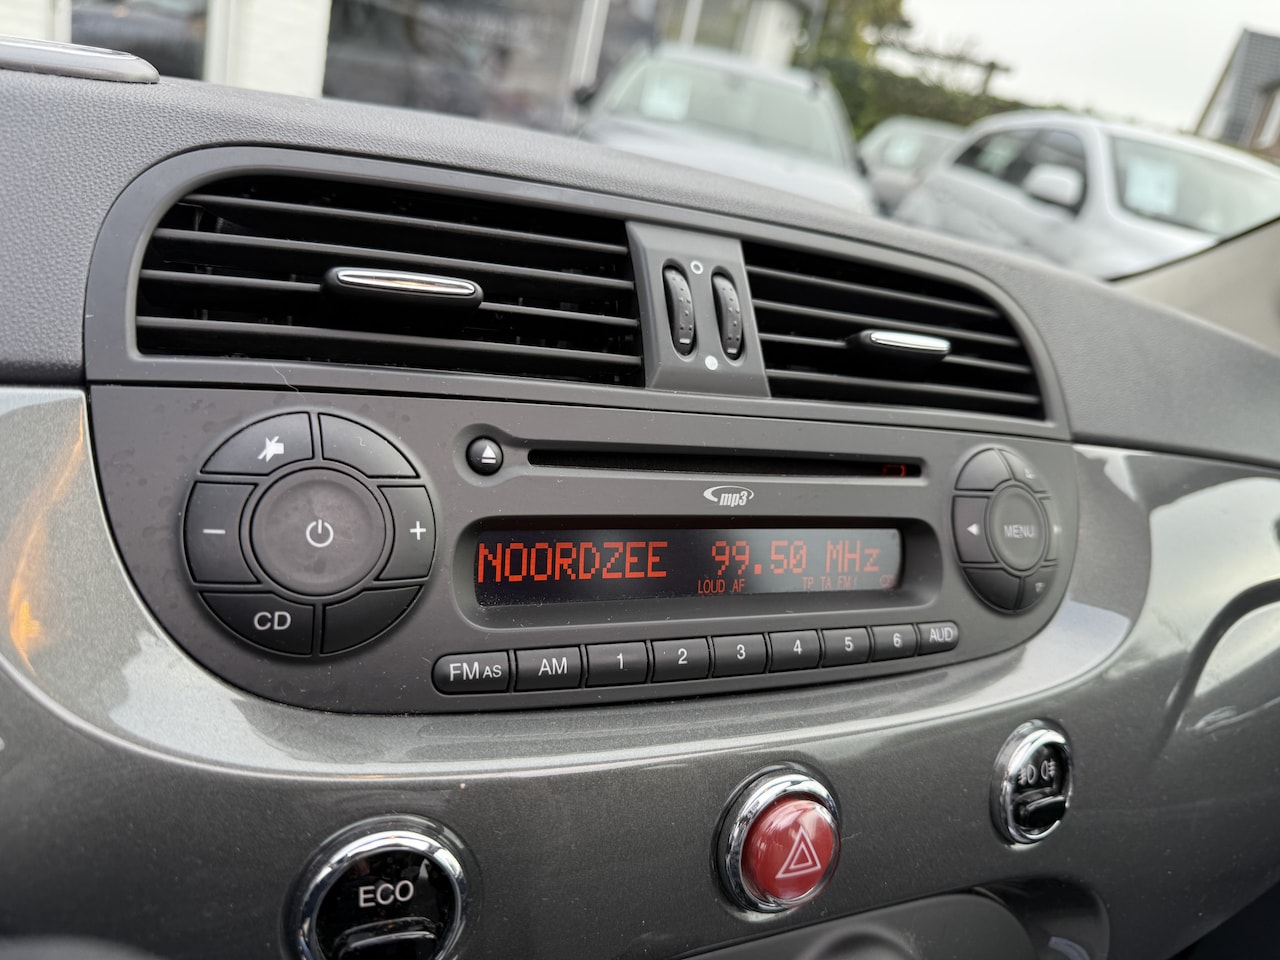 mp3
NOORDZEE 99.50 MHz
LOUD AF TP TA FM1 CD
CD
MENU
FM AS AM 1 2 3 4 5 6 AUD
ECO